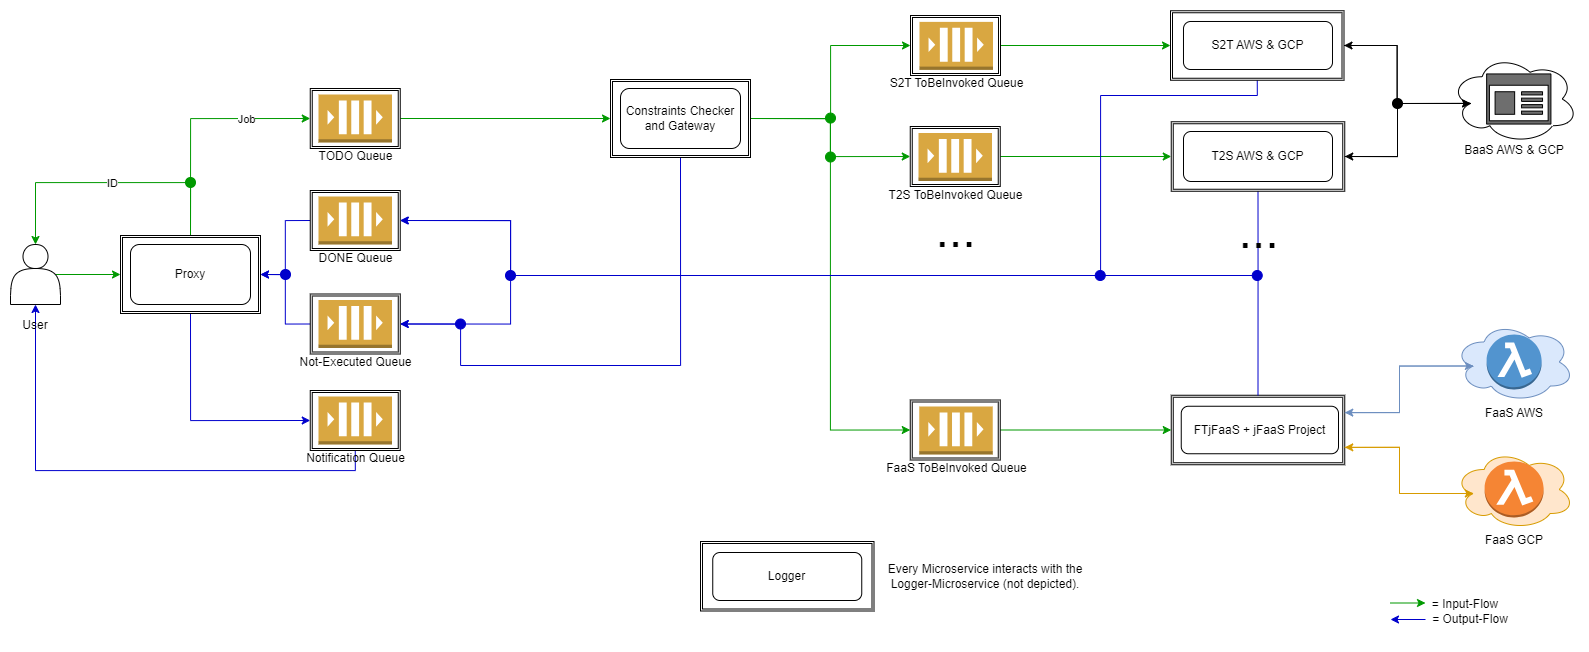 S2T AWS & GCP
S2T ToBeInvoked Queue
Job
TODO Queue
Constraints Checker
and Gateway
BaaS AWS & GCP
T2S AWS & GCP
T2S ToBeInvoked Queue
ID
DONE Queue
...
...
Proxy
User
Not-Executed Queue
Notification Queue
FaaS AWS
FTjFaaS + jFaaS Project
FaaS ToBeInvoked Queue
FaaS GCP
Logger
Every Microservice interacts with the
Logger-Microservice (not depicted).
= Input-Flow
= Output-Flow